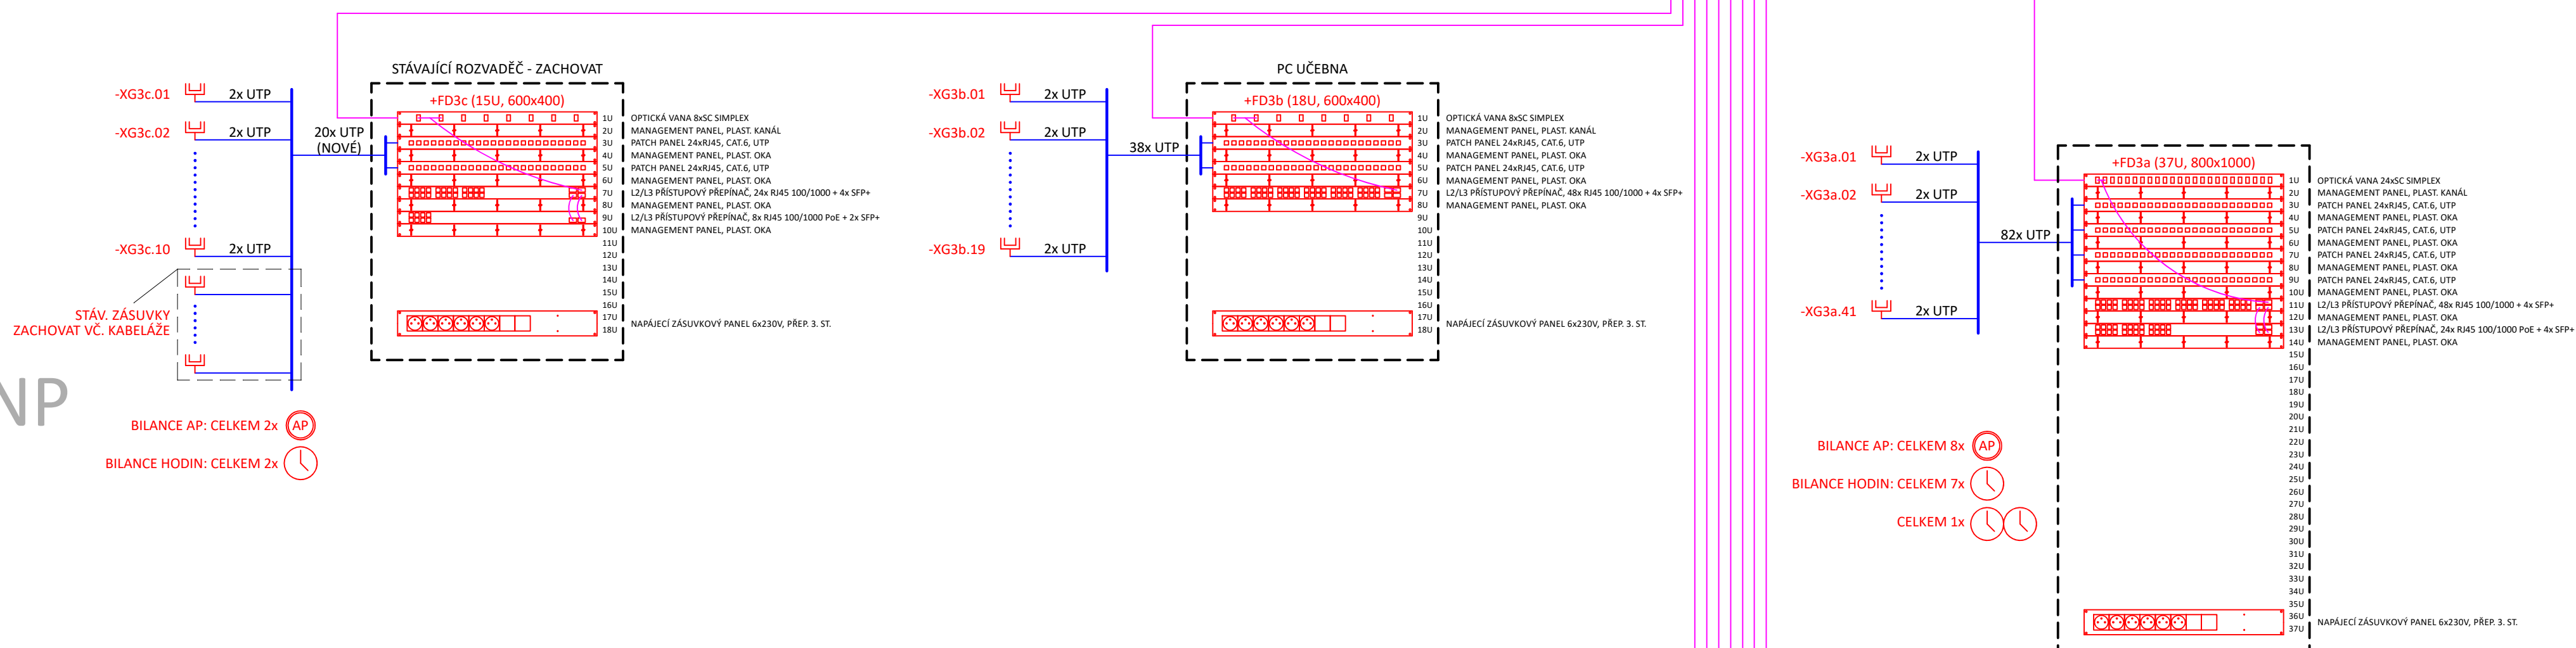 STÁVAJÍCÍ ROZVADĚČ - ZACHOVAT
+FD3c (15U, 600x400)
-XG3c.01
2x UTP
-XG3c.02
2x UTP
20x UTP
(NOVÉ)
-XG3c.10
2x UTP
STÁV. ZÁSUVKY
ZACHOVAT VČ. KABELÁŽE
NP
BILANCE AP: CELKEM 2x AP
BILANCE HODIN: CELKEM 2x
1U OPTICKÁ VANA 8xSC SIMPLEX
2U MANAGEMENT PANEL, PLAST. KANÁL
3U PATCH PANEL 24xRJ45, CAT.6, UTP
4U MANAGEMENT PANEL, PLAST. OKA
5U PATCH PANEL 24xRJ45, CAT.6, UTP
6U MANAGEMENT PANEL, PLAST. OKA
7U L2/L3 PŘÍSTUPOVÝ PŘEPÍNAČ, 24x RJ45 100/1000 + 4x SFP+
8U MANAGEMENT PANEL, PLAST. OKA
9U L2/L3 PŘÍSTUPOVÝ PŘEPÍNAČ, 8x RJ45 100/1000 PoE + 2x SFP+
10U MANAGEMENT PANEL, PLAST. OKA
11U
12U
13U
14U
15U
16U
17U
18U
NAPÁJECÍ ZÁSUVKOVÝ PANEL 6x230V, PŘEP. 3. ST.
PC UČEBNA
+FD3b (18U, 600x400)
-XG3b.01
2x UTP
-XG3b.02
2x UTP
38x UTP
-XG3b.19
2x UTP
1U OPTICKÁ VANA 8xSC SIMPLEX
2U MANAGEMENT PANEL, PLAST. KANÁL
3U PATCH PANEL 24xRJ45, CAT.6, UTP
4U MANAGEMENT PANEL, PLAST. OKA
5U PATCH PANEL 24xRJ45, CAT.6, UTP
6U MANAGEMENT PANEL, PLAST. OKA
7U L2/L3 PŘÍSTUPOVÝ PŘEPÍNAČ, 48x RJ45 100/1000 + 4x SFP+
8U MANAGEMENT PANEL, PLAST. OKA
9U
10U
11U
12U
13U
14U
15U
16U
17U
18U
NAPÁJECÍ ZÁSUVKOVÝ PANEL 6x230V, PŘEP. 3. ST.
+FD3a (37U, 800x1000)
-XG3a.01
2x UTP
-XG3a.02
2x UTP
82x UTP
-XG3a.41
2x UTP
BILANCE AP: CELKEM 8x AP
BILANCE HODIN: CELKEM 7x
CELKEM 1x
1U OPTICKÁ VANA 24xSC SIMPLEX
2U MANAGEMENT PANEL, PLAST. KANÁL
3U PATCH PANEL 24xRJ45, CAT.6, UTP
4U MANAGEMENT PANEL, PLAST. OKA
5U PATCH PANEL 24xRJ45, CAT.6, UTP
6U MANAGEMENT PANEL, PLAST. OKA
7U PATCH PANEL 24xRJ45, CAT.6, UTP
8U MANAGEMENT PANEL, PLAST. OKA
9U PATCH PANEL 24xRJ45, CAT.6, UTP
10U MANAGEMENT PANEL, PLAST. OKA
11U L2/L3 PŘÍSTUPOVÝ PŘEPÍNAČ, 48x RJ45 100/1000 + 4x SFP+
12U MANAGEMENT PANEL, PLAST. OKA
13U L2/L3 PŘÍSTUPOVÝ PŘEPÍNAČ, 24x RJ45 100/1000 PoE + 4x SFP+
14U MANAGEMENT PANEL, PLAST. OKA
15U
16U
17U
18U
19U
20U
21U
22U
23U
24U
25U
26U
27U
28U
29U
30U
31U
32U
33U
34U
35U
36U
37U
NAPÁJECÍ ZÁSUVKOVÝ PANEL 6x230V, PŘEP. 3. ST.